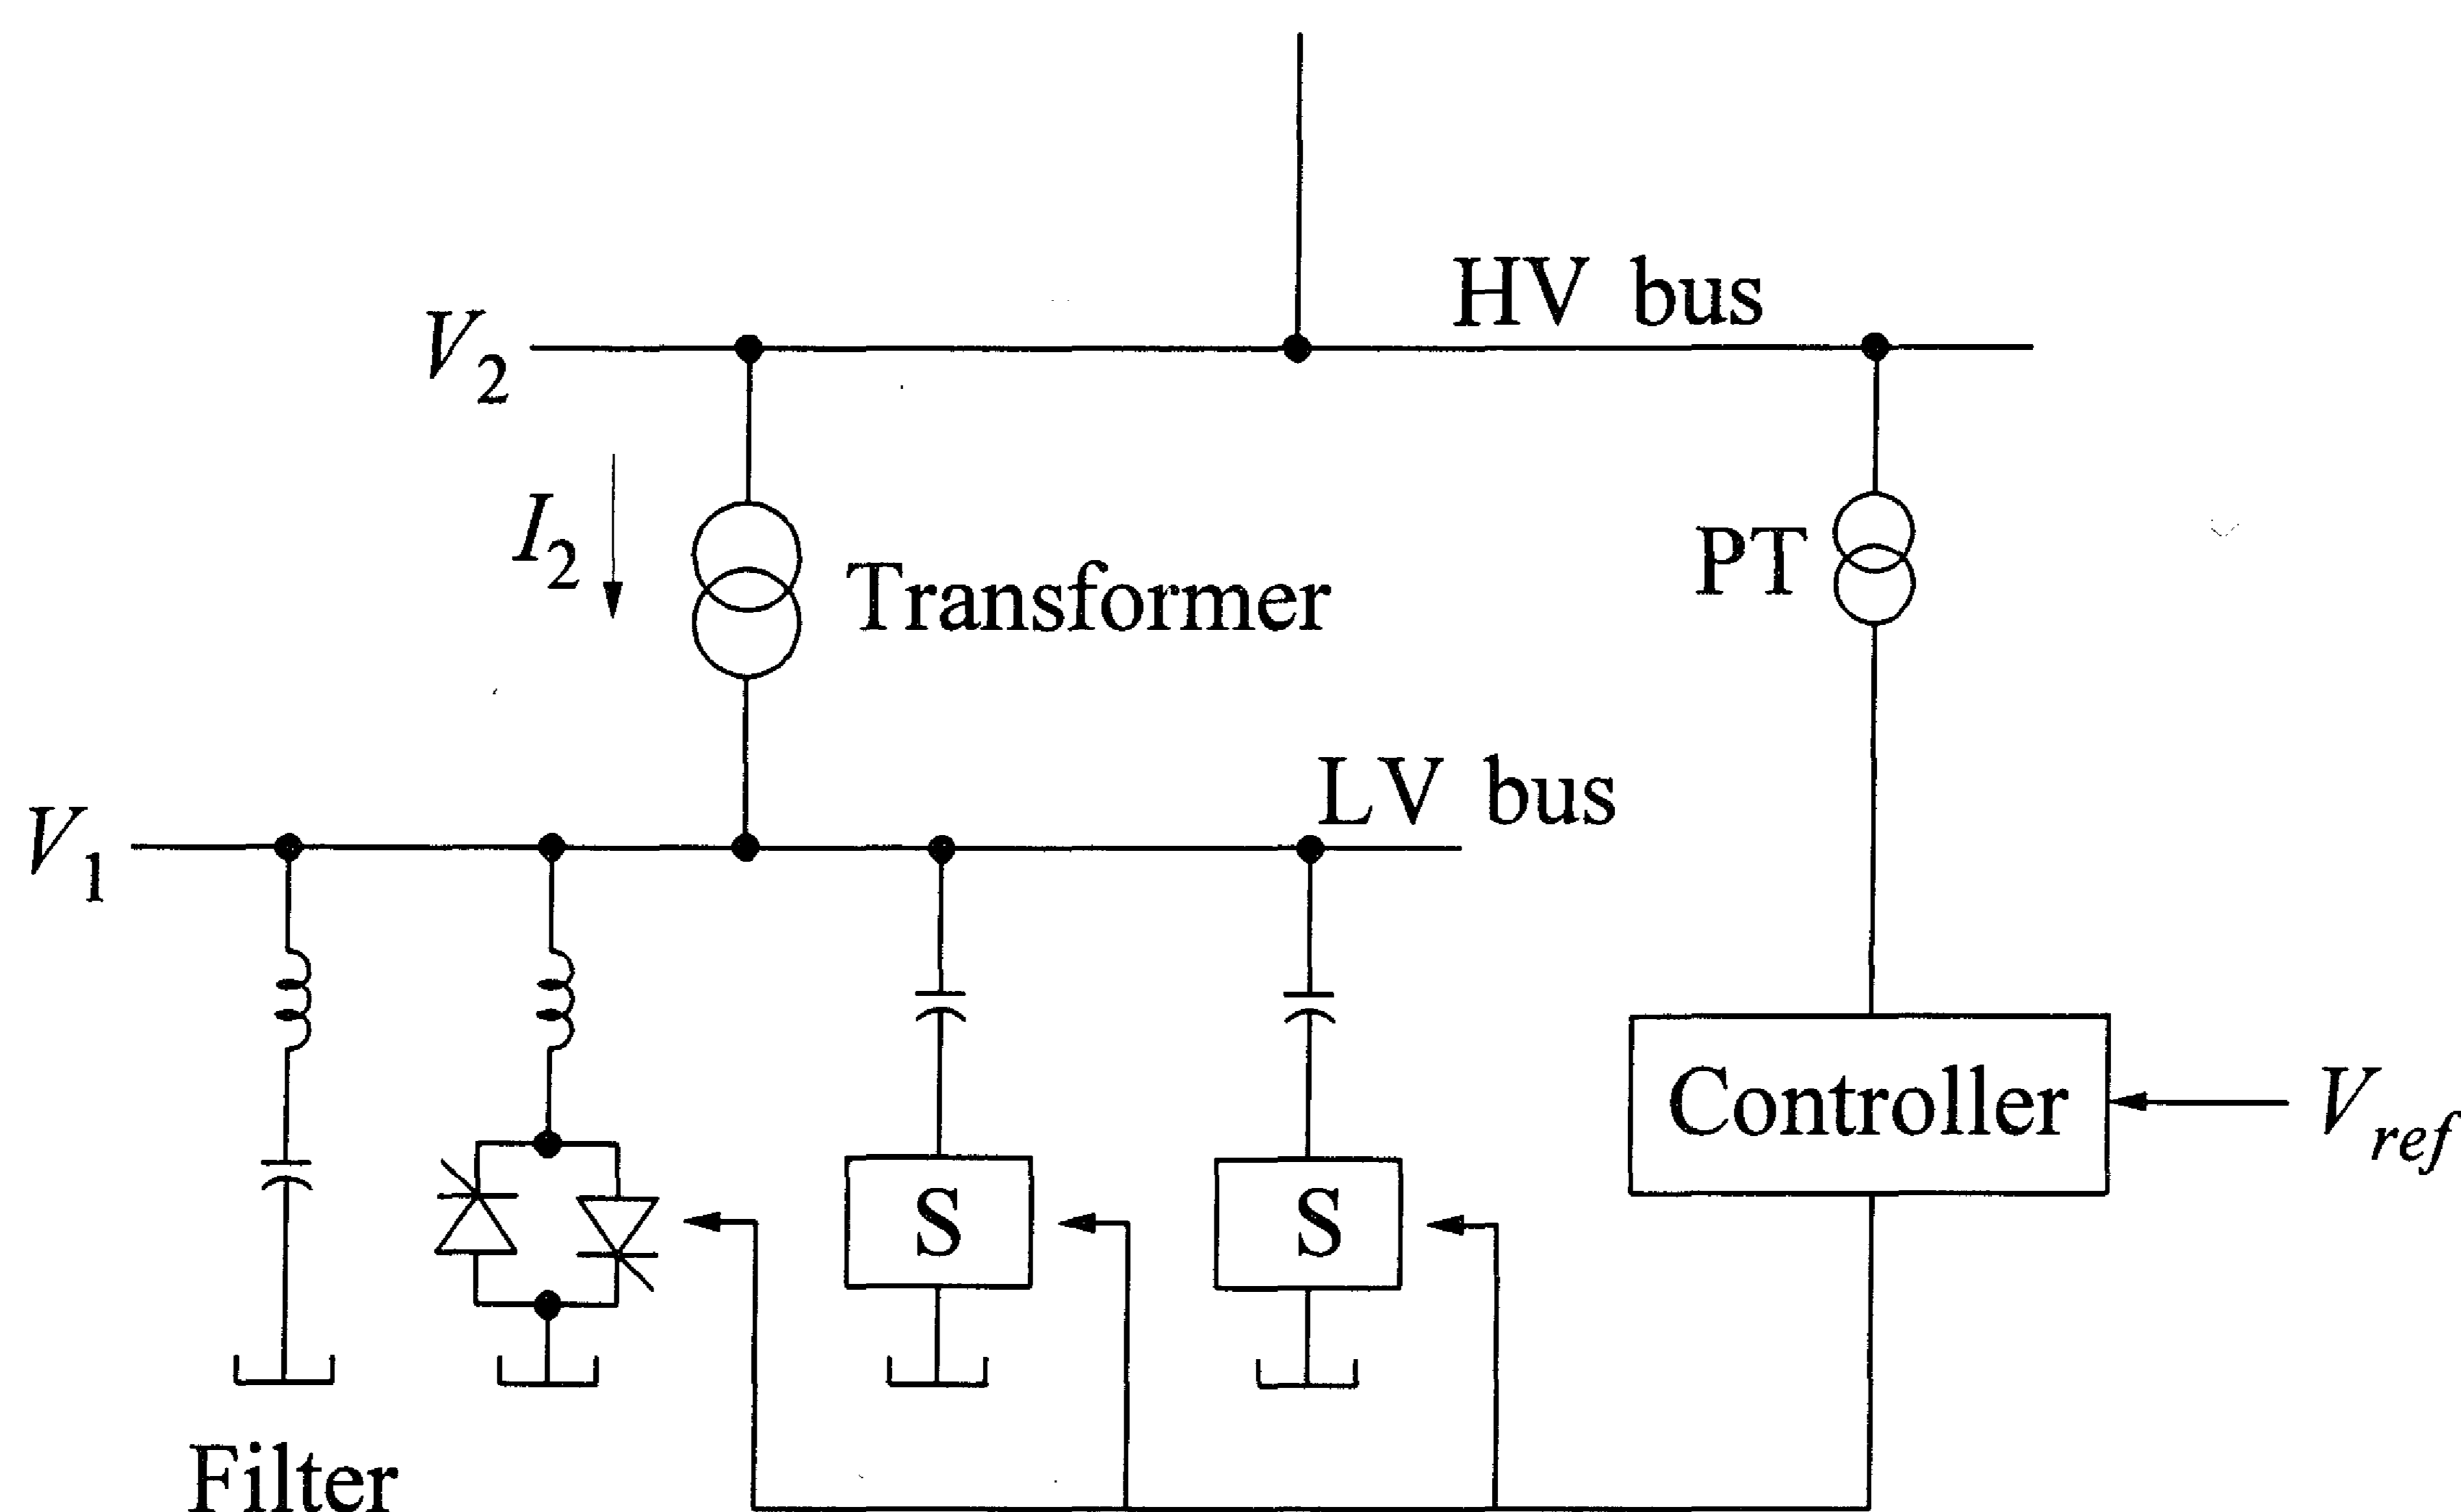 HV bus
V2
I2
Transformer
PT
LV bus
V1
Controller
Vref
S
S
Filter